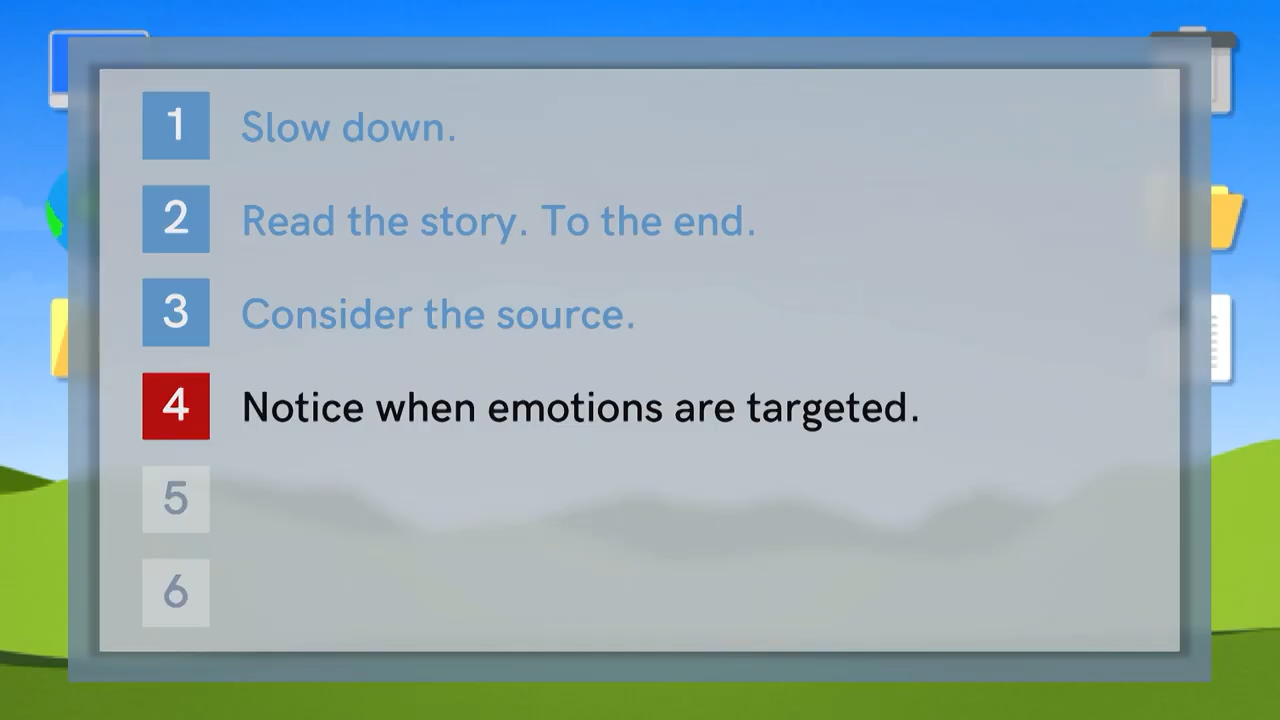 1 Slow down.
2 Read the story. To the end.
3 Consider the source.
4 Notice when emotions are targeted.
5
6